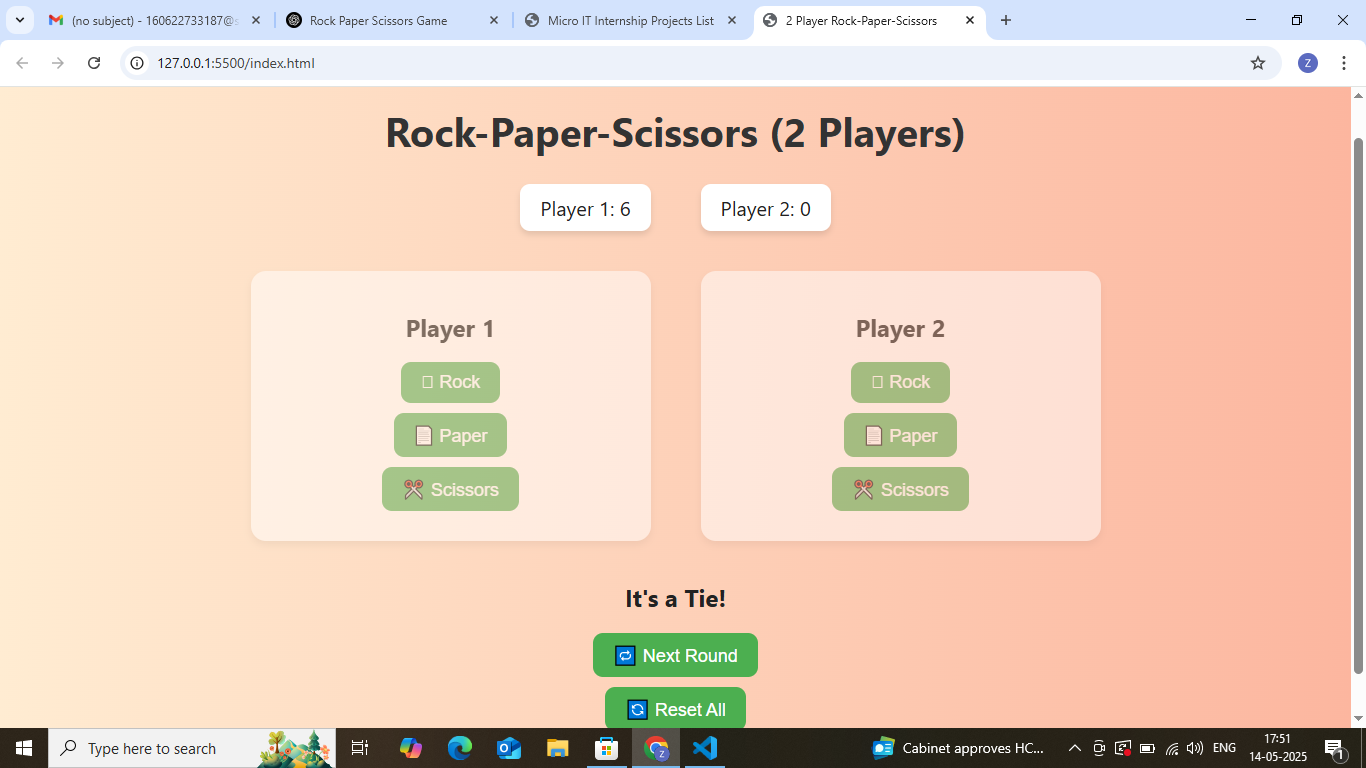 (no subject) - 160622733187@s
Rock Paper Scissors Game
Micro IT Internship Projects List
2 Player Rock-Paper-Scissors
127.0.0.1:5500/index.html
Z
Rock-Paper-Scissors (2 Players)
Player 1: 6
Player 2: 0
Player 1
Rock
Paper
Scissors
Player 2
Rock
Paper
Scissors
It's a Tie!
Next Round
Reset All
Type here to search
Cabinet approves HC...
ENG
17:51
14-05-2025
1